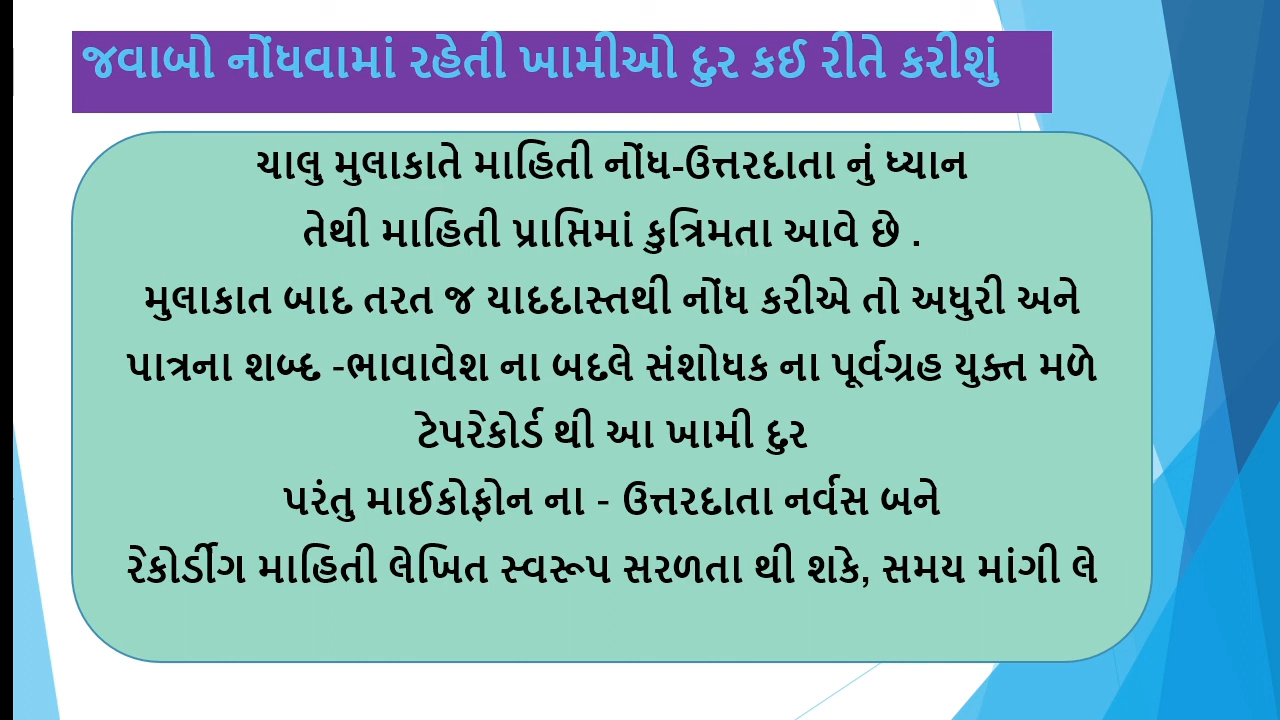 જવાબો નોંધવામાં રહેતી ખામીઓ દુર કઈ રીતે કરીશું
ચાલુ મુલાકાતે માહિતી નોંધ-ઉત્તરદાતા નું ધ્યાન
તેથી માહિતી પ્રાપ્તિમાં કુત્રિમતા આવે છે .
મુલાકાત બાદ તરત જ યાદદાસ્તથી નોંધ કરીએ તો અધુરી અને
પાત્રના શબ્દ -ભાવાવેશ ના બદલે સંશોધક ના પૂર્વગ્રહ યુક્ત મળે
ટેપરેકોર્ડ થી આ ખામી દુર
પરંતુ માઈકોફોન ના - ઉત્તરદાતા નર્વસ બને
રેકોર્ડીગ માહિતી લેખિત સ્વરૂપ સરળતા થી શકે, સમય માંગી લે